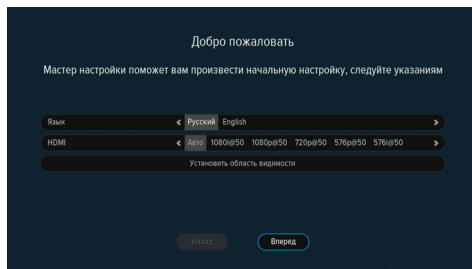 Добро пожаловать
Мастер настройки поможет вам произвести начальную настройку, следуйте указаниям
Язык < Русский English >
HDMI < Авто 1080i@50 1080p@50 720p@50 576p@50 576i@50 >
Установить область видимости
Назад Вперед